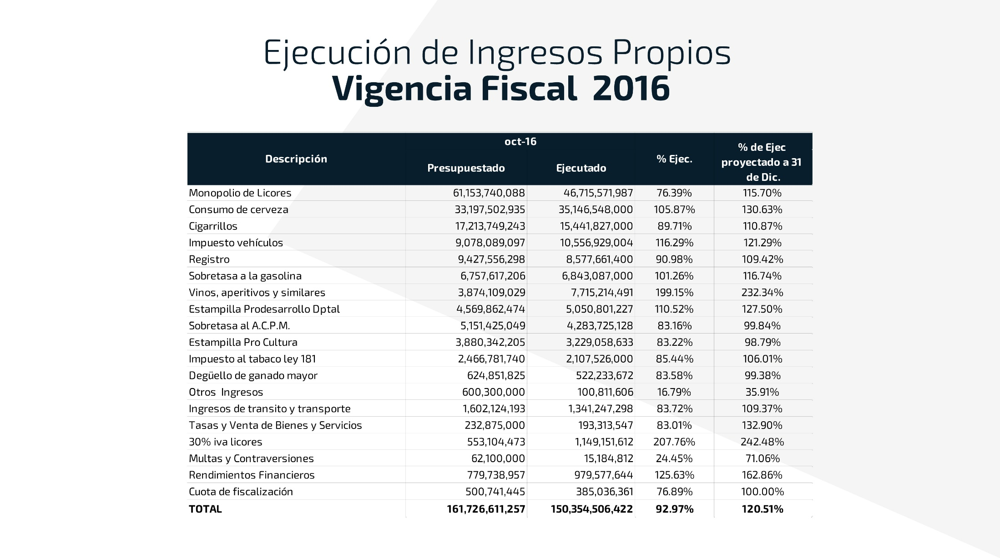 Ejecución de Ingresos Propios
Vigencia Fiscal 2016
Descripción oct-16 Presupuestado Ejecutado % Ejec. % de Ejec proyectado a 31 de Dic.
Monopolio de Licores 61,153,740,088 46,715,571,987 76.39% 115.70%
Consumo de cerveza 33,197,502,935 35,146,548,000 105.87% 130.63%
Cigarrillos 17,213,749,243 15,441,827,000 89.71% 110.87%
Impuesto vehículos 9,078,089,097 10,556,929,004 116.29% 121.29%
Registro 9,427,556,298 8,577,661,400 90.98% 109.42%
Sobretasa a la gasolina 6,757,617,206 6,843,087,000 101.26% 116.74%
Vinos, aperitivos y similares 3,874,109,029 7,715,214,491 199.15% 232.34%
Estampilla Prodesarrollo Dptal 4,569,862,474 5,050,801,227 110.52% 127.50%
Sobretasa al A.C.P.M. 5,151,425,049 4,283,725,128 83.16% 99.84%
Estampilla Pro Cultura 3,880,342,205 3,229,058,633 83.22% 98.79%
Impuesto al tabaco ley 181 2,466,781,740 2,107,526,000 85.44% 106.01%
Degüello de ganado mayor 624,851,825 522,233,672 83.58% 99.38%
Otros Ingresos 600,300,000 100,811,606 16.79% 35.91%
Ingresos de transito y transporte 1,602,124,193 1,341,247,298 83.72% 109.37%
Tasas y Venta de Bienes y Servicios 232,875,000 193,313,547 83.01% 132.90%
30% iva licores 553,104,473 1,149,151,612 207.76% 242.48%
Multas y Contraversiones 62,100,000 15,184,812 24.45% 71.06%
Rendimientos Financieros 779,738,957 979,577,644 125.63% 162.86%
Cuota de fiscalización 500,741,445 385,036,361 76.89% 100.00%
TOTAL 161,726,611,257 150,354,506,422 92.97% 120.51%